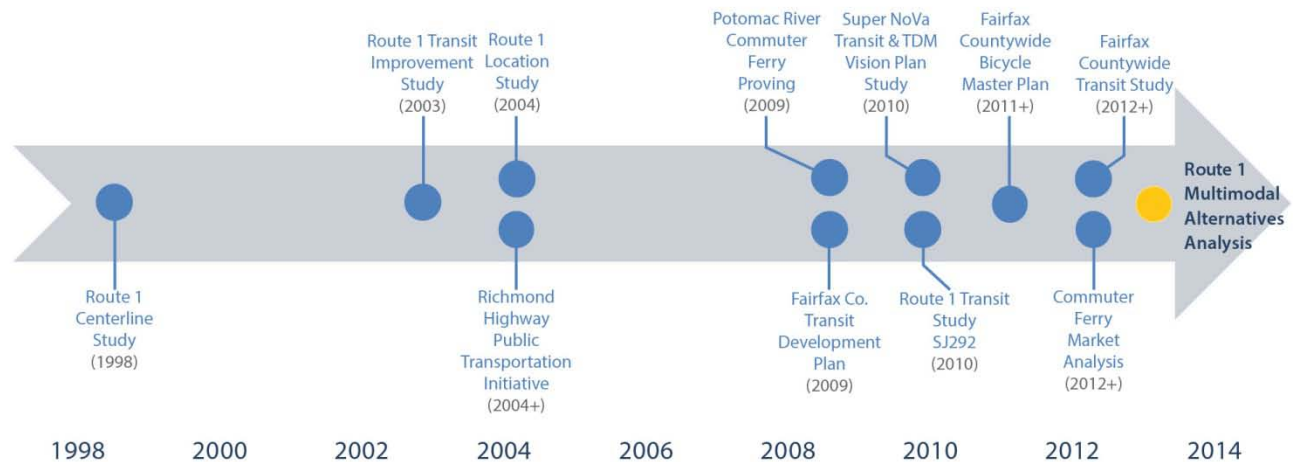 Route 1 Transit
Improvement
Study
(2003)
Route 1
Location
Study
(2004)
Potomac River
Commuter
Ferry
Proving
(2009)
Super NoVa
Transit & TDM
Vision Plan
Study
(2010)
Fairfax
Countywide
Bicycle
Master Plan
(2011+)
Fairfax
Countywide
Transit Study
(2012+)
Route 1
Multimodal
Alternatives
Analysis
Route 1
Centerline
Study
(1998)
Richmond
Highway
Public
Transportation
Initiative
(2004+)
Fairfax Co.
Transit
Development
Plan
(2009)
Route 1 Transit
Study
SJ292
(2010)
Commuter
Ferry
Market
Analysis
(2012+)
1998 2000 2002 2004 2006 2008 2010 2012 2014